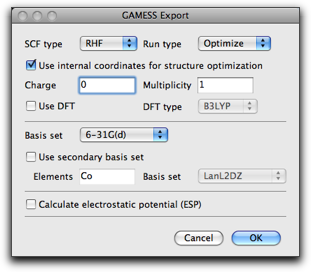 GAMESS Export
SCF type RHF Run type Optimize
Use internal coordinates for structure optimization
Charge 0 Multiplicity 1
Use DFT DFT type B3LYP
Basis set 6-31G(d)
Use secondary basis set
Elements Co Basis set LanL2DZ
Calculate electrostatic potential (ESP)
Cancel OK